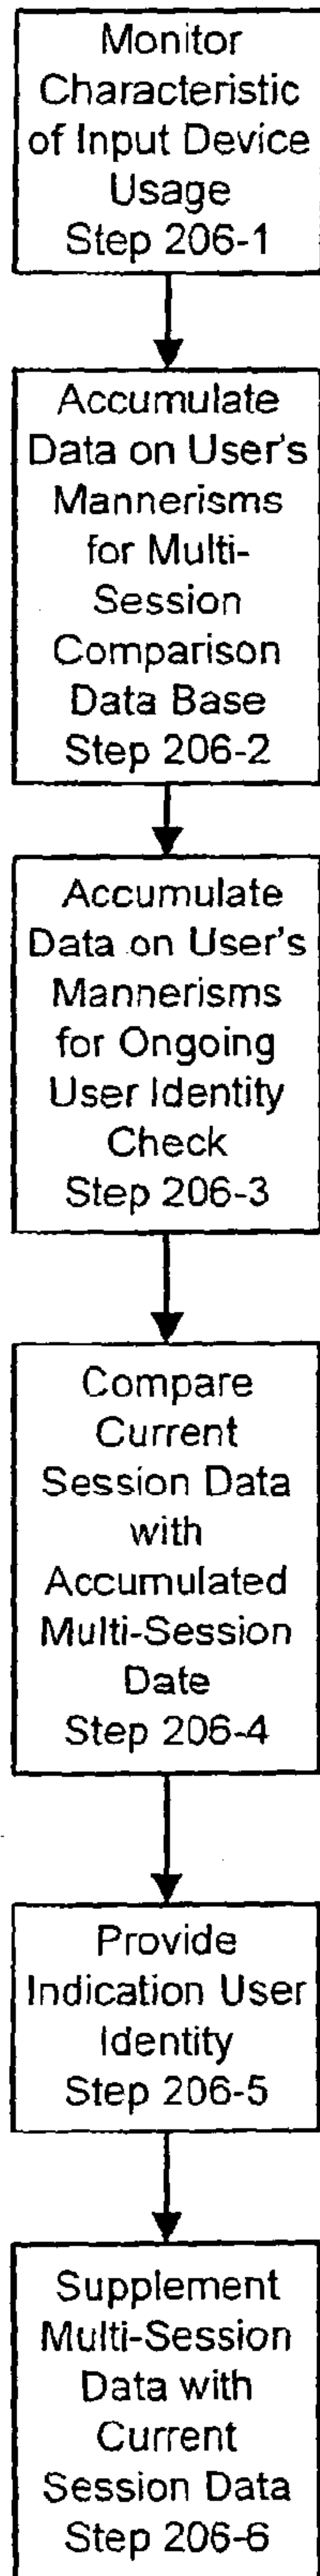 Monitor
Characteristic
of Input Device
Usage
Step 206-1
Accumulate
Data on User's
Mannerisms
for Multi-
Session
Comparison
Data Base
Step 206-2
Accumulate
Data on User's
Mannerisms
for Ongoing
User Identity
Check
Step 206-3
Compare
Current
Session Data
with
Accumulated
Multi-Session
Date
Step 206-4
Provide
Indication User
Identity
Step 206-5
Supplement
Multi-Session
Data with
Current
Session Data
Step 206-6